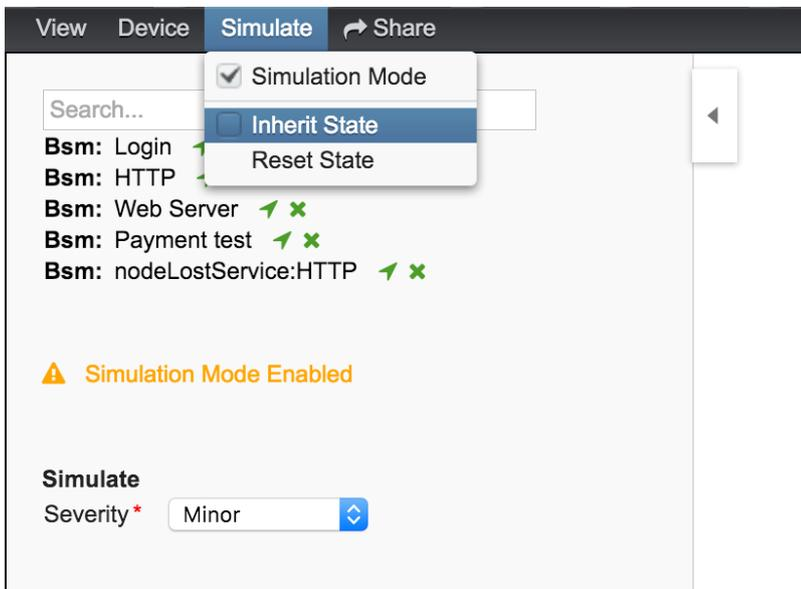 View Device Simulate Share
Simulation Mode
Search...
Inherit State
Bsm: Login
Reset State
Bsm: HTTP
Bsm: Web Server
Bsm: Payment test
Bsm: nodeLostService:HTTP
Simulation Mode Enabled
Simulate
Severity* Minor